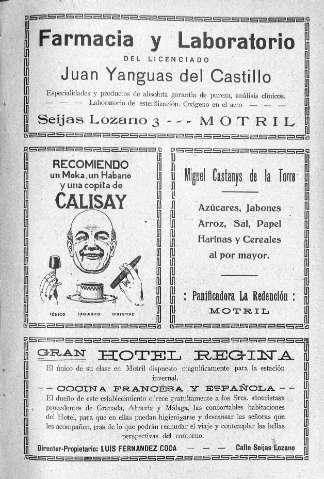 Farmacia y Laboratorio
DEL LICENCIADO
Juan Yanguas del Castillo
Especialidades y productos de absoluta garantía de pureza, análisis clínicos.
— — — Laboratorio de esterilización. Oxígeno en el acto — — —
Seijas Lozano 3 - - - MOTRIL
RECOMIENDO
un Moka, un Habano
y una copita de
CALISAY
TÓNICO DIGESTIVO
Miguel Castanys de la Torre
Azúcares, Jabones
Arroz, Sal, Papel
Harinas y Cereales
al por mayor.
: Panificadora La Redención :
MOTRIL
GRAN HOTEL REGINA
El único de su clase en Motril dispuesto magníficamente para la estación
invernal.
- - COCINA FRANCESA Y ESPAÑOLA - -
El dueño de este establecimiento ofrece gratuitamente a los Sres. excursistas
procedentes de Granada, Almería y Málaga, las confortables habitaciones
del Hotel, para que en ellas puedan higienizarse y descansar las señoras que
les acompañen, tras de lo que podrán reanudar el viaje y contemplar las bellas
perspectivas del contorno.
Director-Propietario: LUIS FERNANDEZ COCA — — — Calle Seijas Lozano